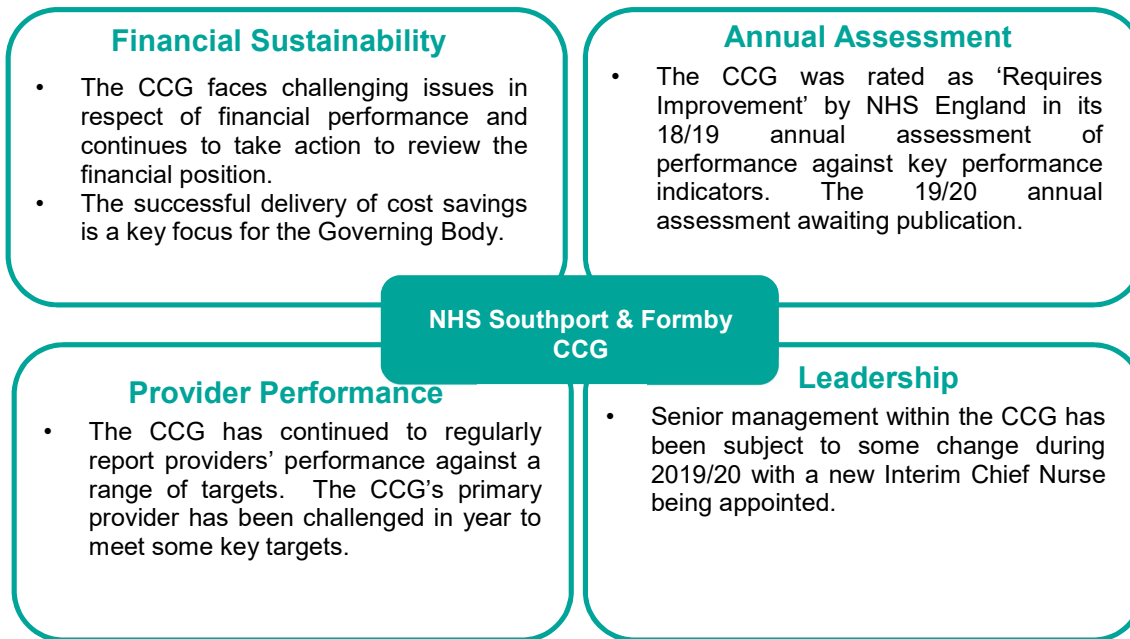 Financial Sustainability
• The CCG faces challenging issues in
respect of financial performance and
continues to take action to review the
financial position.
• The successful delivery of cost savings
is a key focus for the Governing Body.
Annual Assessment
• The CCG was rated as ‘Requires
Improvement’ by NHS England in its
18/19 annual assessment of
performance against key performance
indicators. The 19/20 annual
assessment awaiting publication.
NHS Southport & Formby
CCG
Provider Performance
• The CCG has continued to regularly
report providers’ performance against a
range of targets. The CCG’s primary
provider has been challenged in year to
meet some key targets.
Leadership
• Senior management within the CCG has
been subject to some change during
2019/20 with a new Interim Chief Nurse
being appointed.